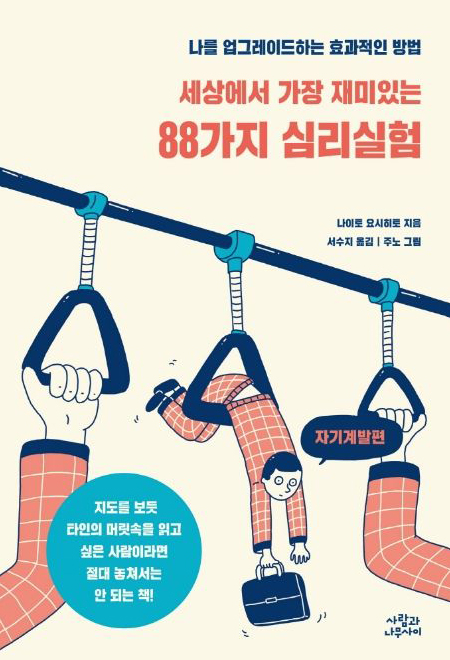 나를 업그레이드하는 효과적인 방법
세상에서 가장 재미있는
88가지 심리실험
나이토 요시히토 지음
서수지 옮김 | 주노 그림
자기계발편
지도를 보듯
타인의 머릿속을 읽고
싶은 사람이라면
절대 놓쳐서는
안 되는 책!
사람과
나무사이